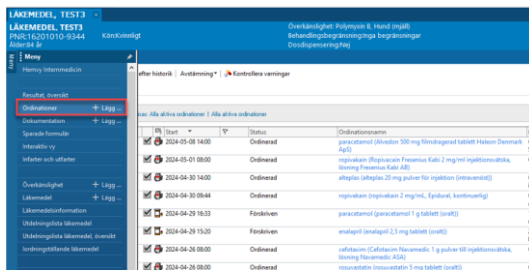 LÄKEMEDEL, TEST3
LÄKEMEDEL, TEST3
PNR:16201010-9344 Kön:Kvinnligt
Ålder:84 år
Överkänslighet: Polymyxin B, Hund (mjäll)
Behandlingsbegränsning:Inga begränsningar
Dosdispensering:Nej
Meny
Meny
Hemvy Internmedicin
efter historik Avstämning Kontrollera varningar
Resultat, översikt
Ordinationer + Lägg ...
Alla aktiva ordinationer | Alla aktiva ordinationer
Dokumentation + Lägg ...
Sparade formulär
Interaktiv vy
Infarter och utfarter
Överkänslighet + Lägg ...
Läkemedel + Lägg ...
Läkemedelsinformation
Utdelningslista läkemedel
Utdelningslista läkemedel, översikt
Iordningställande läkemedel
Start Status Ordinationsnamn
2024-05-08 14:00 Ordinerad paracetamol (Alvedon 500 mg filmdragerad tablett Haleon Denmark
ApS)
2024-05-01 08:00 Ordinerad ropivakain (Ropivacain Fresenius Kabi 2 mg/ml injektionsvätska,
lösning Fresenius Kabi AB)
2024-04-30 14:00 Ordinerad alteplas (alteplas 20 mg pulver för injektion (intravenöst))
2024-04-30 09:44 Ordinerad ropivakain (ropivakain 2 mg/mL, Epidural, kontinuerlig)
2024-04-29 16:33 Förskriven paracetamol (paracetamol 1 g tablett (oralt))
2024-04-29 15:20 Förskriven enalapril (enalapril 2,5 mg tablett (oralt))
2024-04-26 08:00 Ordinerad cefotaxim (Cefotaxim Navamedic 1 g pulver till injektionsvätska,
lösning Navamedic ASA)
2024-04-26 08:00 Ordinerad rosuvastatin (rosuvastatin 5 mg tablett (oralt))